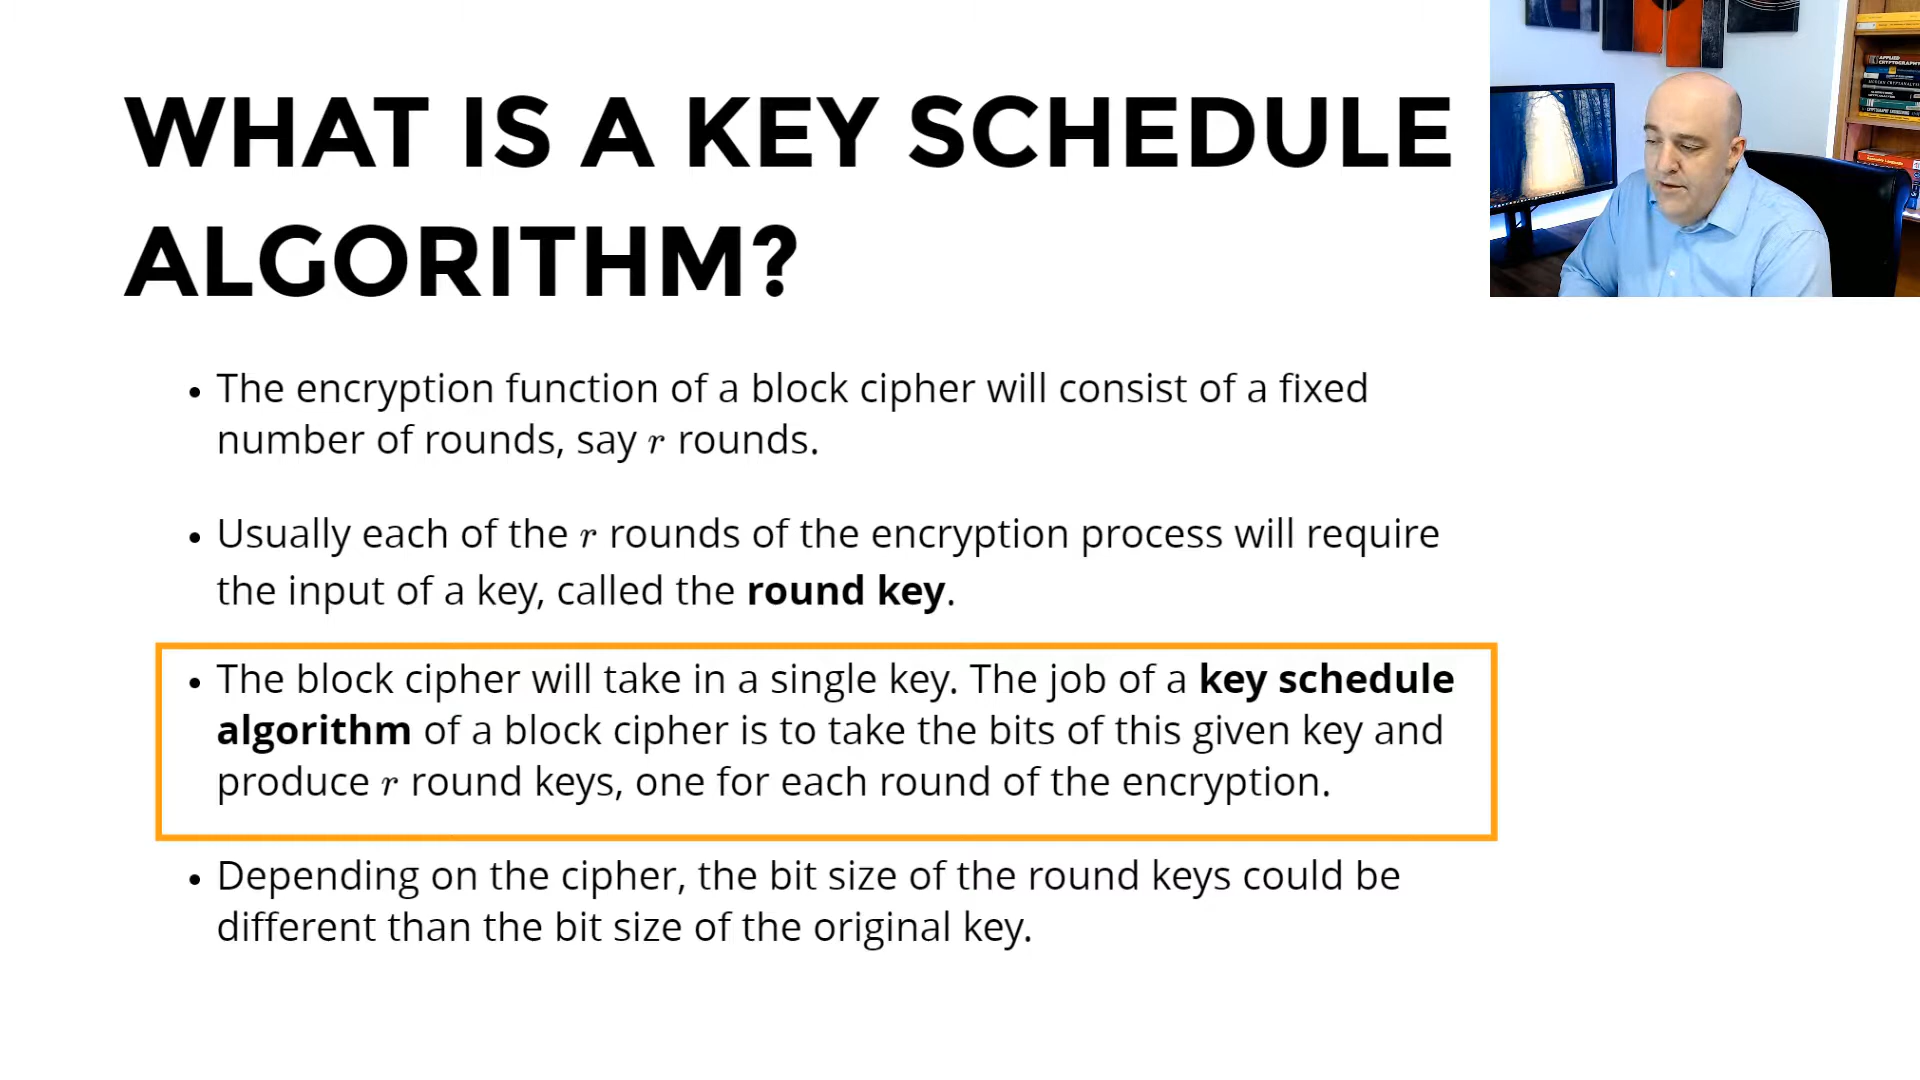 WHAT IS A KEY SCHEDULE
ALGORITHM?
• The encryption function of a block cipher will consist of a fixed
number of rounds, say r rounds.
• Usually each of the r rounds of the encryption process will require
the input of a key, called the round key.
• The block cipher will take in a single key. The job of a key schedule
algorithm of a block cipher is to take the bits of this given key and
produce r round keys, one for each round of the encryption.
• Depending on the cipher, the bit size of the round keys could be
different than the bit size of the original key.
APPLIED
CRYPTOGRAPHY